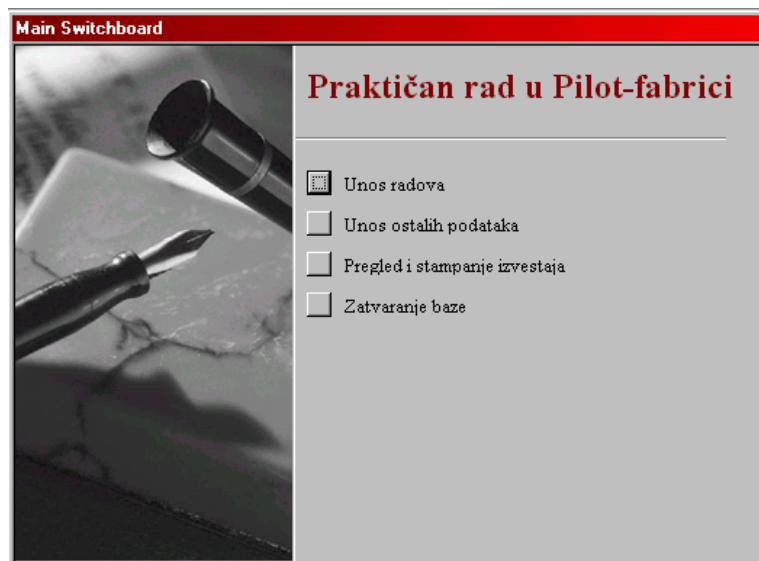 Main Switchboard
Praktičan rad u Pilot-fabrici
Unos radova
Unos ostalih podataka
Pregled i stampanje izvestaja
Zatvaranje baze